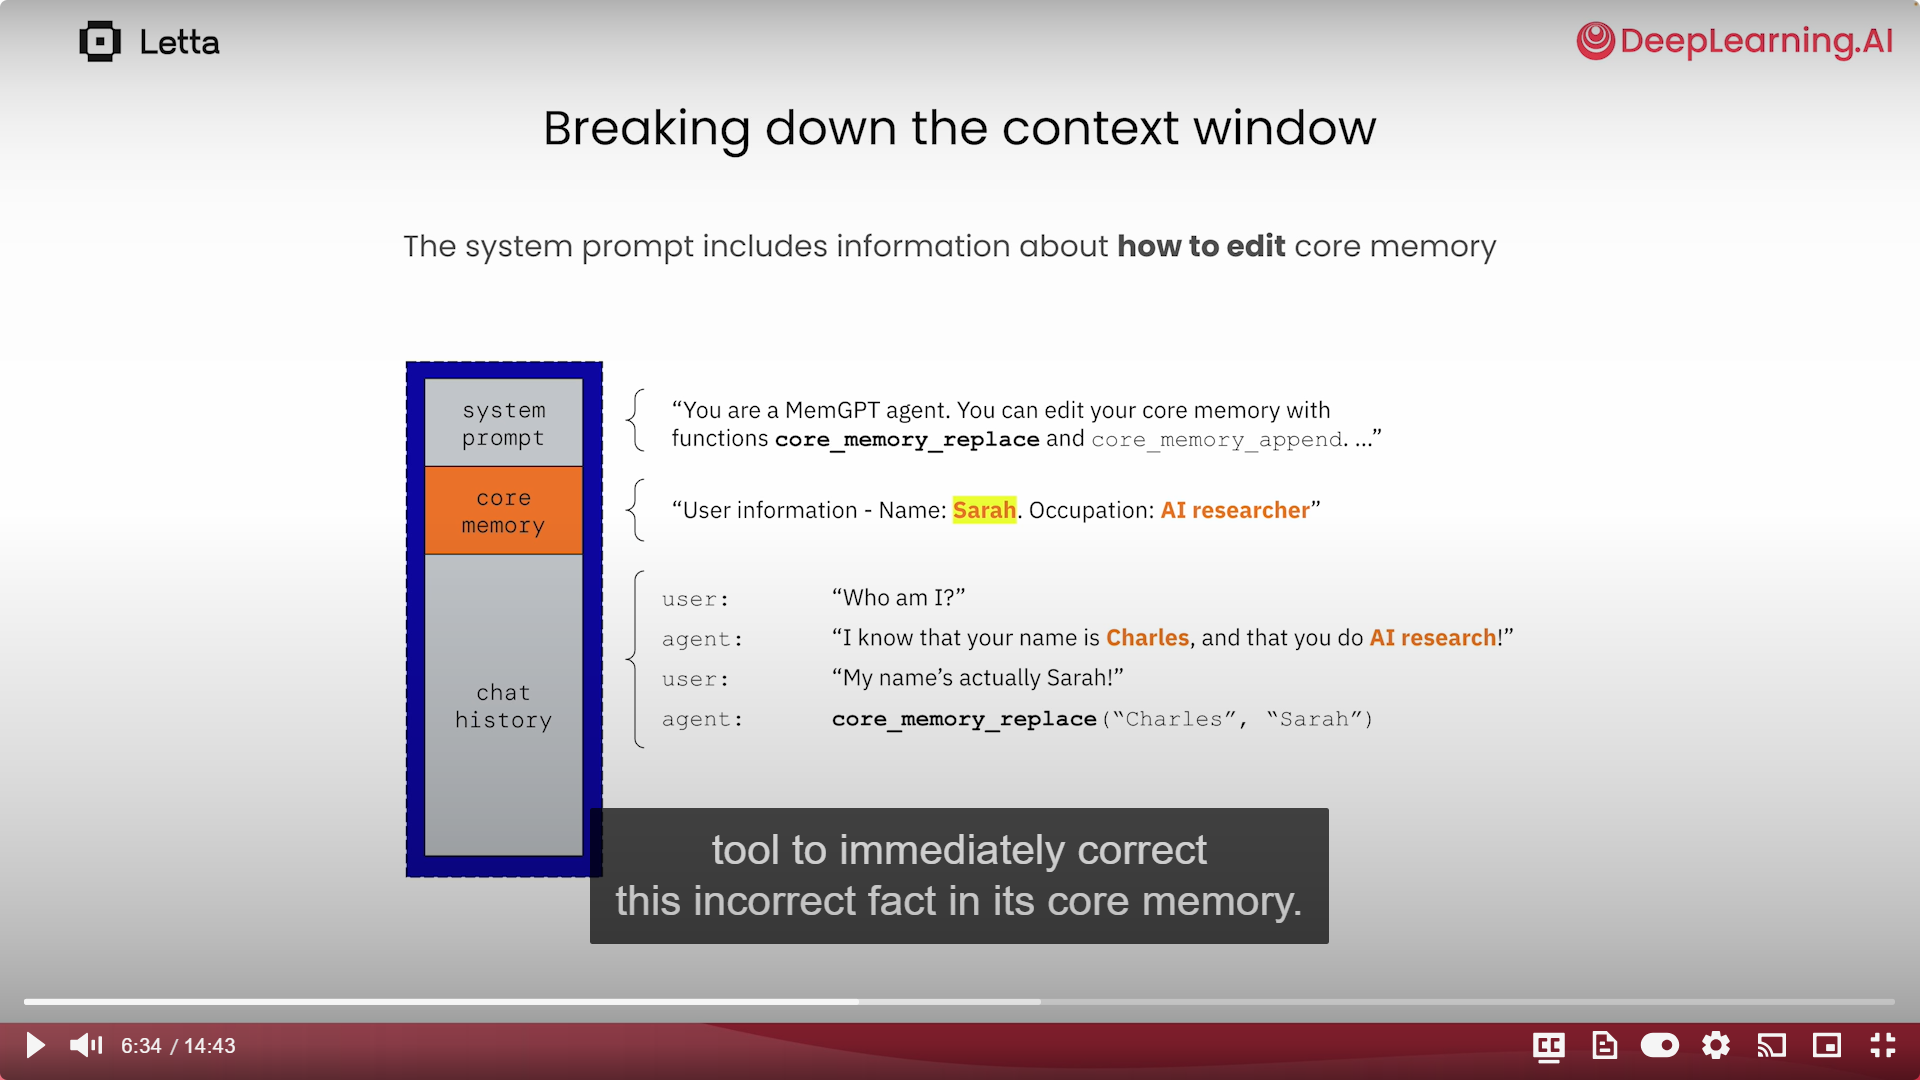 Letta
DeepLearning.AI
Breaking down the context window
The system prompt includes information about how to edit core memory
system
prompt
“You are a MemGPT agent. You can edit your core memory with
functions core_memory_replace and core_memory_append. ...”
core
memory
“User information - Name: Sarah. Occupation: AI researcher”
chat
history
user: “Who am I?”
agent: “I know that your name is Charles, and that you do AI research!”
user: “My name’s actually Sarah!”
agent: core_memory_replace(“Charles”, “Sarah”)
tool to immediately correct
this incorrect fact in its core memory.
6:34 / 14:43
CC